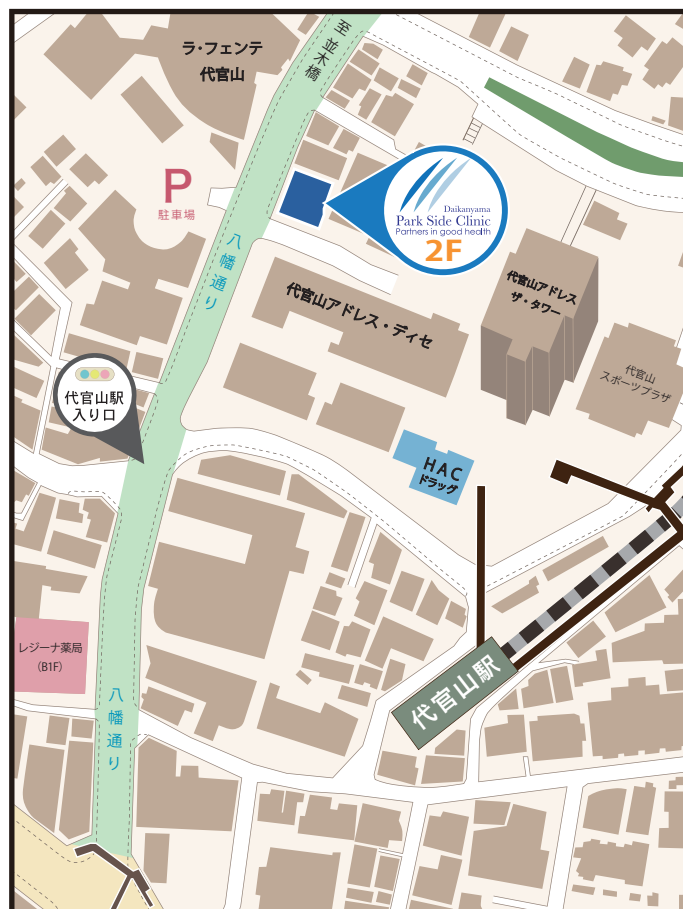 ラ・フェンテ
代官山
至 並木橋
P
駐車場
Daikanyama
Park Side Clinic
Partners in good health
2F
八幡通り
代官山アドレス・ディセ
代官山アドレス
ザ・タワー
代官山
スポーツプラザ
代官山駅
入り口
HAC
ドラッグ
レジーナ薬局
(B1F)
代官山駅
八幡通り